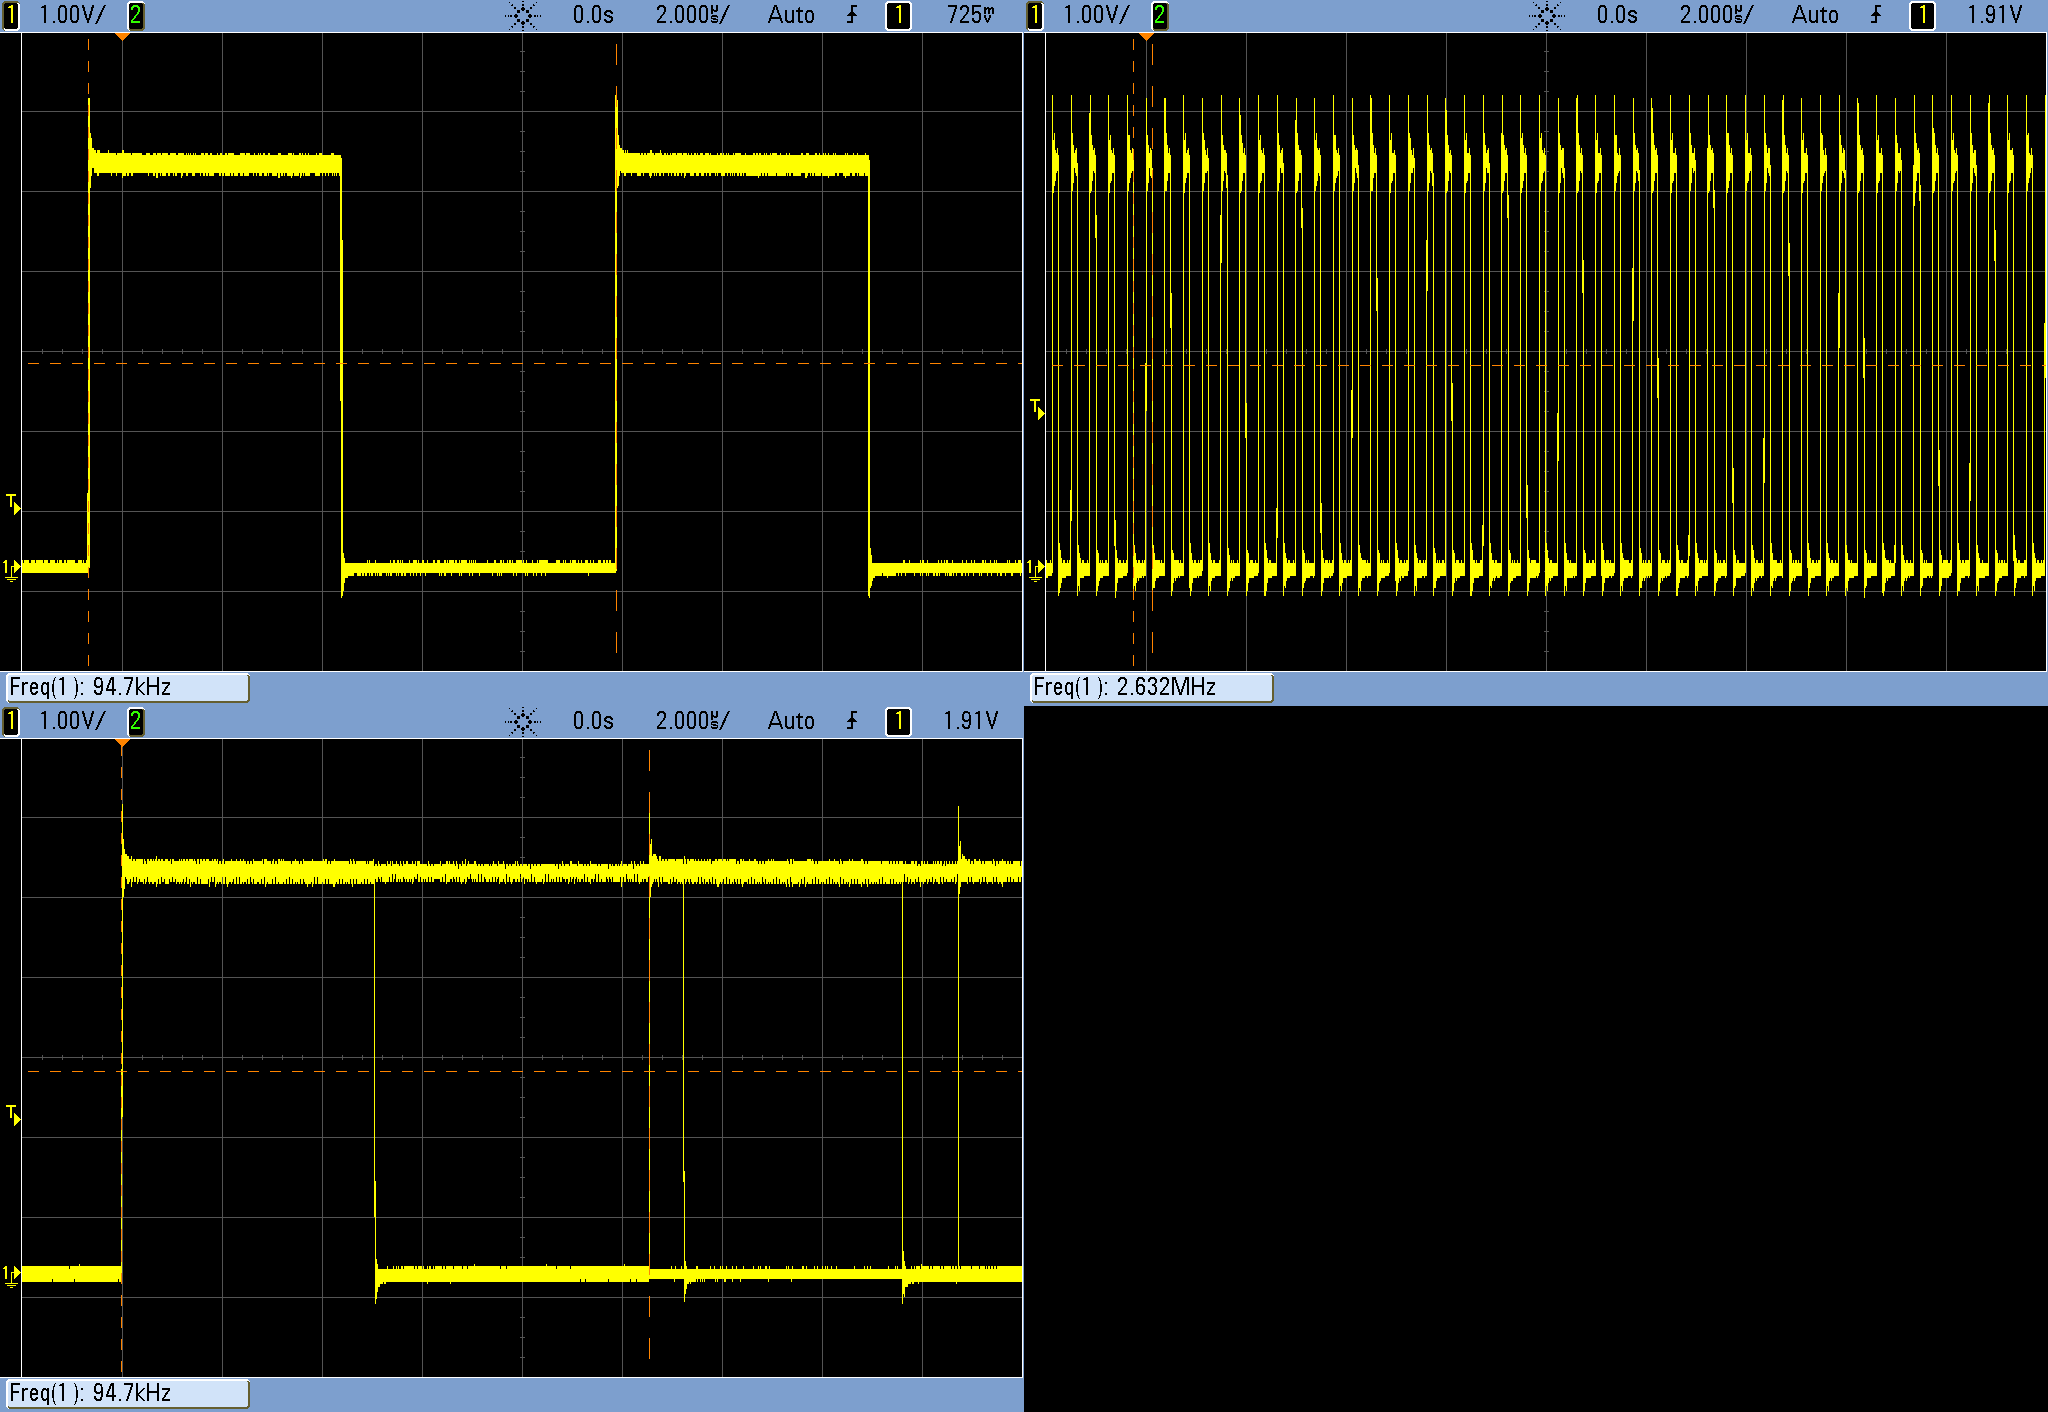 1 1.00V/ 2 0.0s 2.000µs/ Auto 1 725mV
T
1
Freq(1): 94.7kHz
1 1.00V/ 2 0.0s 2.000µs/ Auto 1 1.91V
T
1
Freq(1): 2.632MHz
1 1.00V/ 2 0.0s 2.000µs/ Auto 1 1.91V
T
1
Freq(1): 94.7kHz